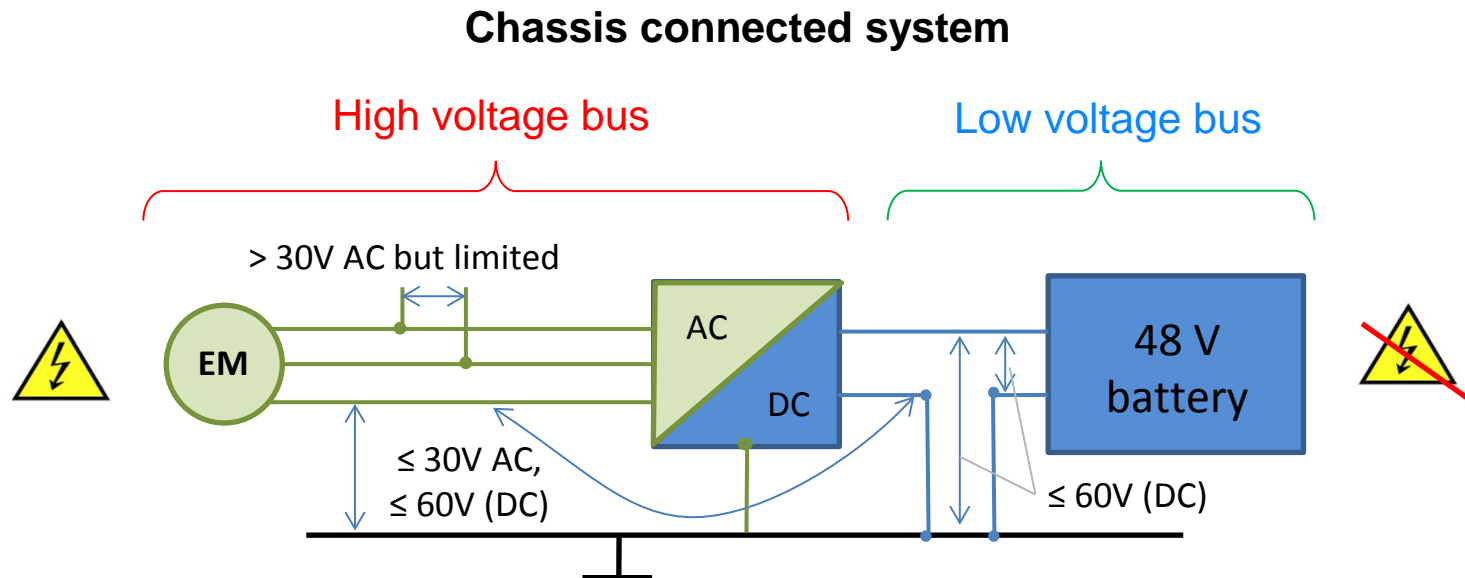 Chassis connected system
High voltage bus
Low voltage bus
> 30V AC but limited
EM
AC
DC
48 V
battery
≤ 30V AC,
≤ 60V (DC)
≤ 60V (DC)